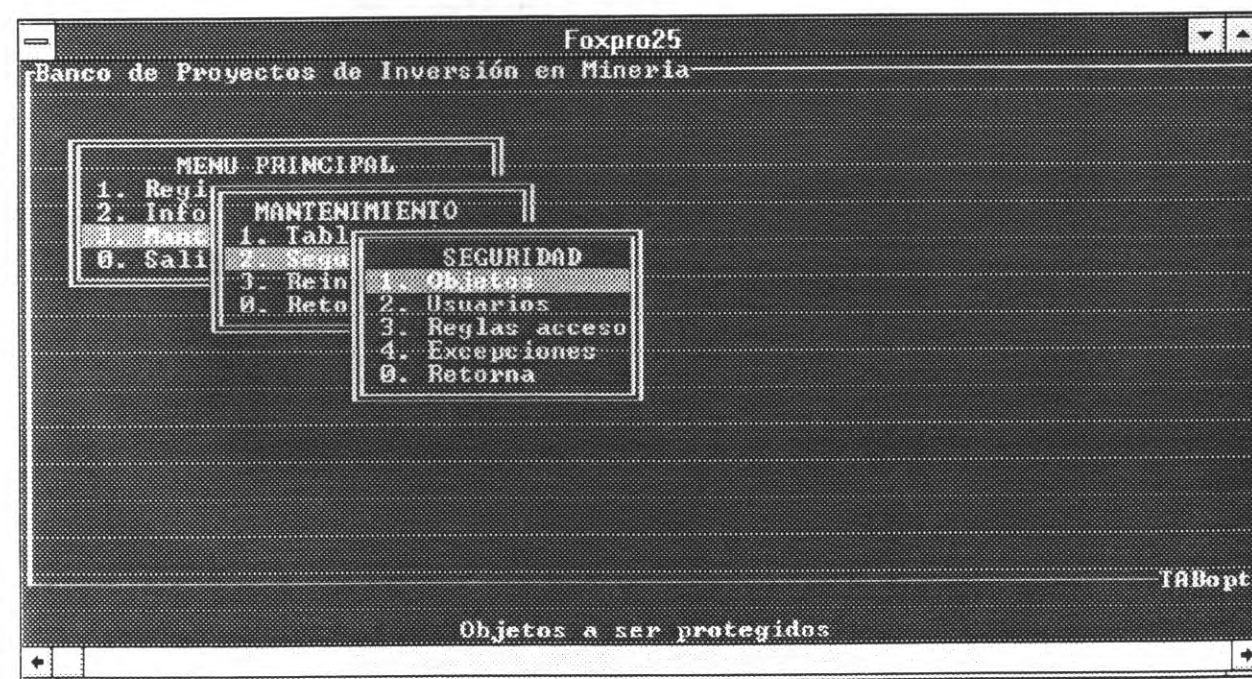 Foxpro25
Banco de Proyectos de Inversión en Mineria
MENU PRINCIPAL
1. Regi
2. Info
3. Mant
0. Sali
MANTENIMIENTO
1. Tabl
2. Segu
3. Rein
0. Reto
SEGURIDAD
1. Objetos
2. Usuarios
3. Reglas acceso
4. Excepciones
0. Retorna
TABopt
Objetos a ser protegidos